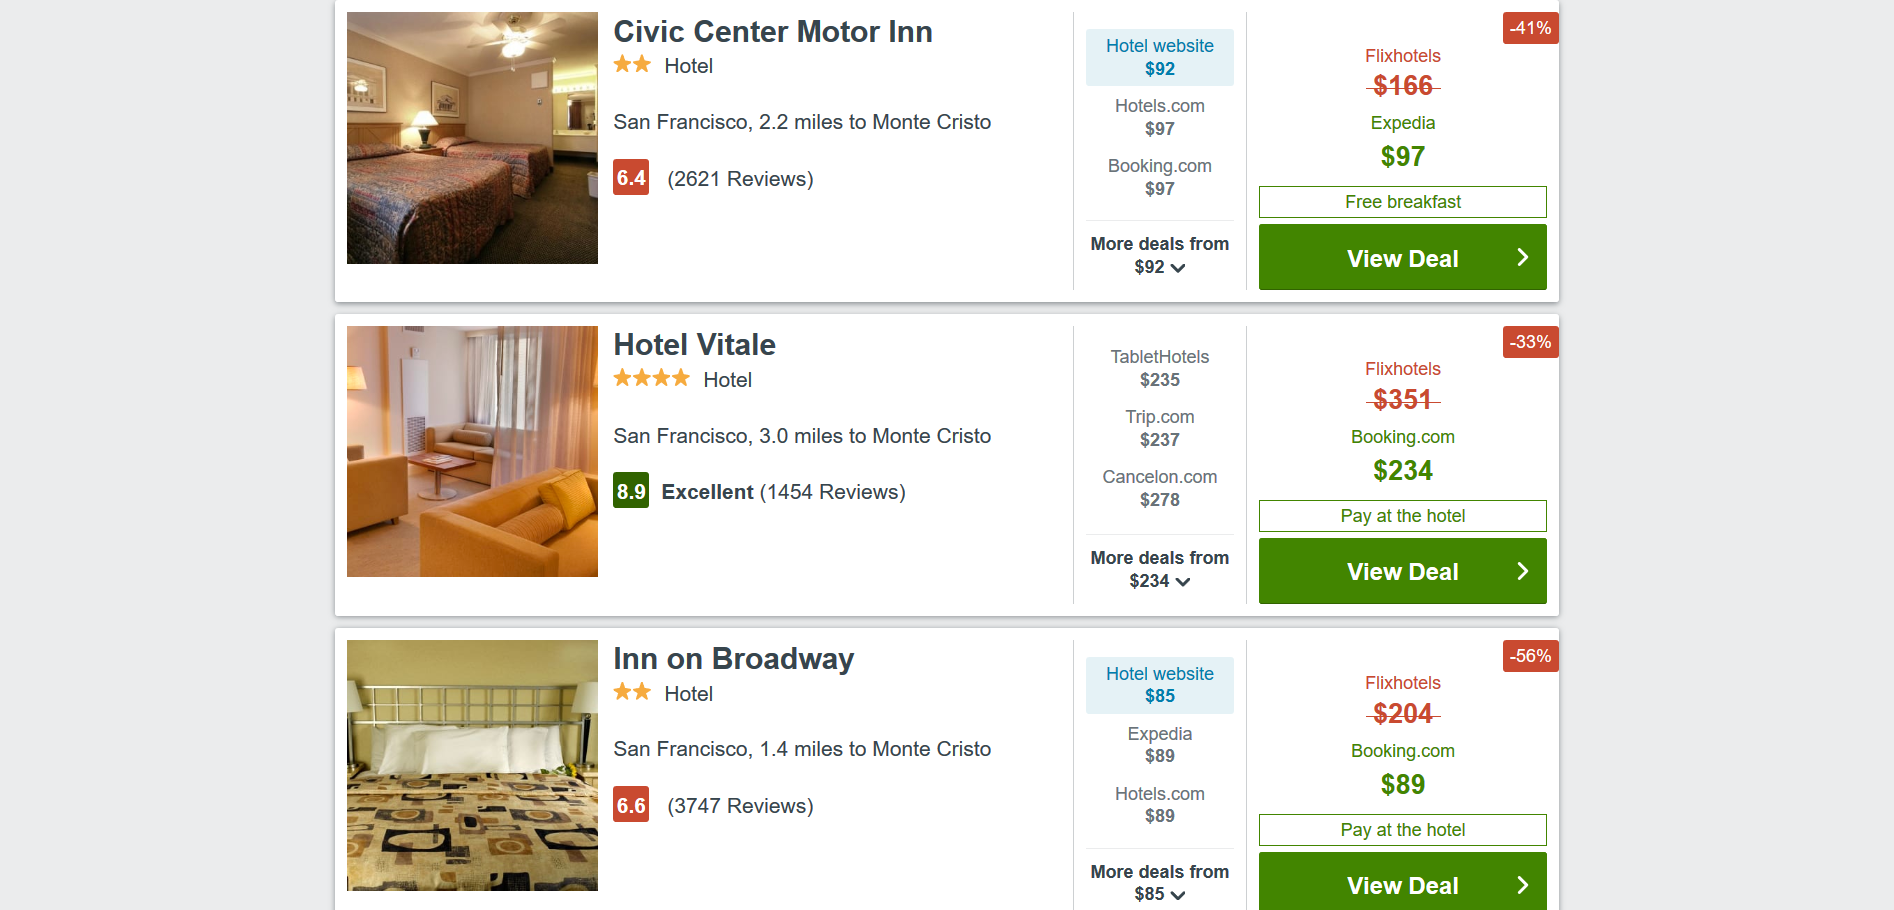 Civic Center Motor Inn
Hotel
San Francisco, 2.2 miles to Monte Cristo
6.4 (2621 Reviews)
Hotel website
$92
Hotels.com
$97
Booking.com
$97
More deals from
$92
-41%
Flixhotels
$166
Expedia
$97
Free breakfast
View Deal
Hotel Vitale
Hotel
San Francisco, 3.0 miles to Monte Cristo
8.9 Excellent (1454 Reviews)
TabletHotels
$235
Trip.com
$237
Cancelon.com
$278
More deals from
$234
-33%
Flixhotels
$351
Booking.com
$234
Pay at the hotel
View Deal
Inn on Broadway
Hotel
San Francisco, 1.4 miles to Monte Cristo
6.6 (3747 Reviews)
Hotel website
$85
Expedia
$89
Hotels.com
$89
More deals from
$85
-56%
Flixhotels
$204
Booking.com
$89
Pay at the hotel
View Deal